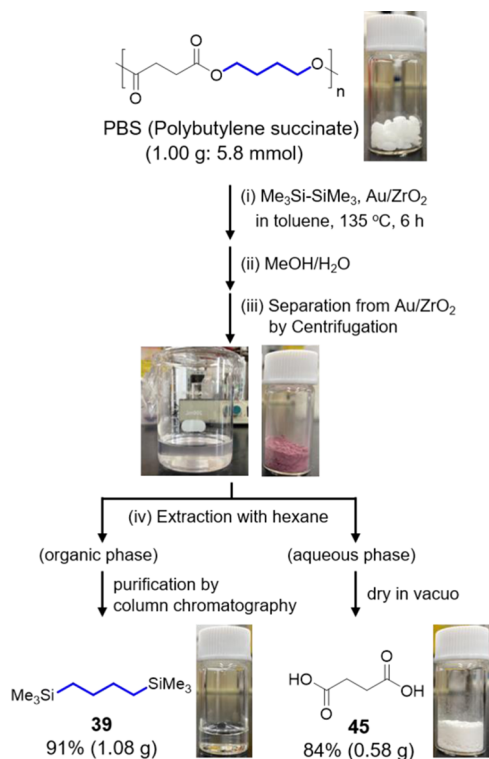 O
O
O
O
n
PBS (Polybutylene succinate)
(1.00 g: 5.8 mmol)
(i) Me₃Si-SiMe₃, Au/ZrO₂
in toluene, 135 ºC, 6 h
(ii) MeOH/H₂O
(iii) Separation from Au/ZrO₂
by Centrifugation
(iv) Extraction with hexane
(organic phase)
(aqueous phase)
purification by
column chromatography
dry in vacuo
Me₃Si
SiMe₃
39
91% (1.08 g)
O
HO
OH
O
45
84% (0.58 g)